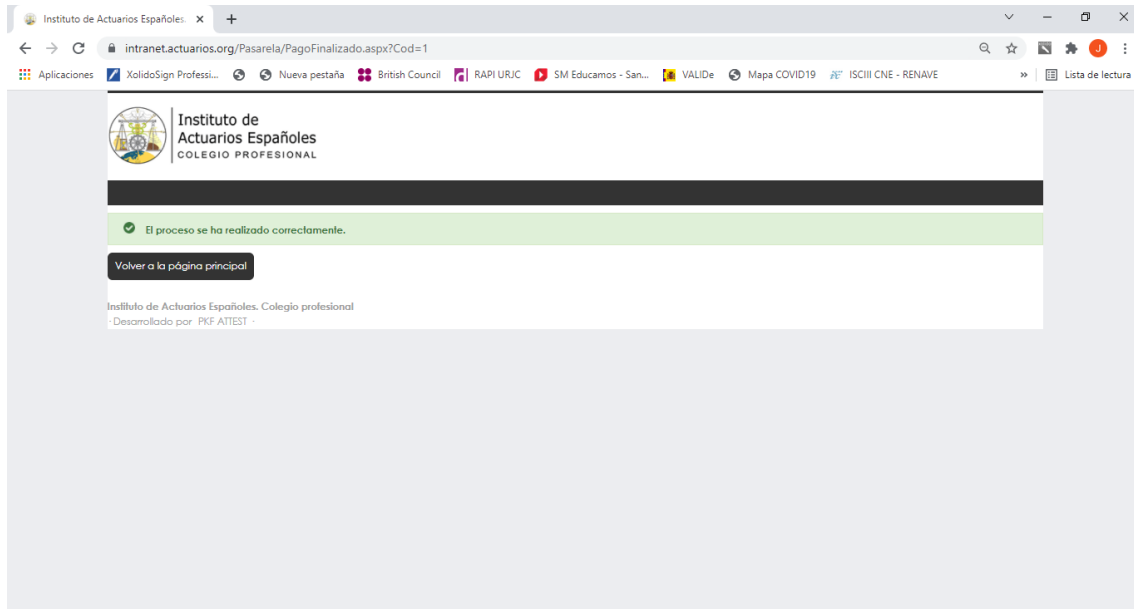 Instituto de Actuarios Españoles.
intranet.actuarios.org/Pasarela/PagoFinalizado.aspx?Cod=1
J
Aplicaciones XolidoSign Professi... Nueva pestaña British Council RAPI URJC SM Educamos - San... VALIDe Mapa COVID19 ISCIII CNE - RENAVE » Lista de lectura
Instituto de
Actuarios Españoles
COLEGIO PROFESIONAL
El proceso se ha realizado correctamente.
Volver a la página principal
Instituto de Actuarios Españoles. Colegio profesional
· Desarrollado por PKF ATTEST ·